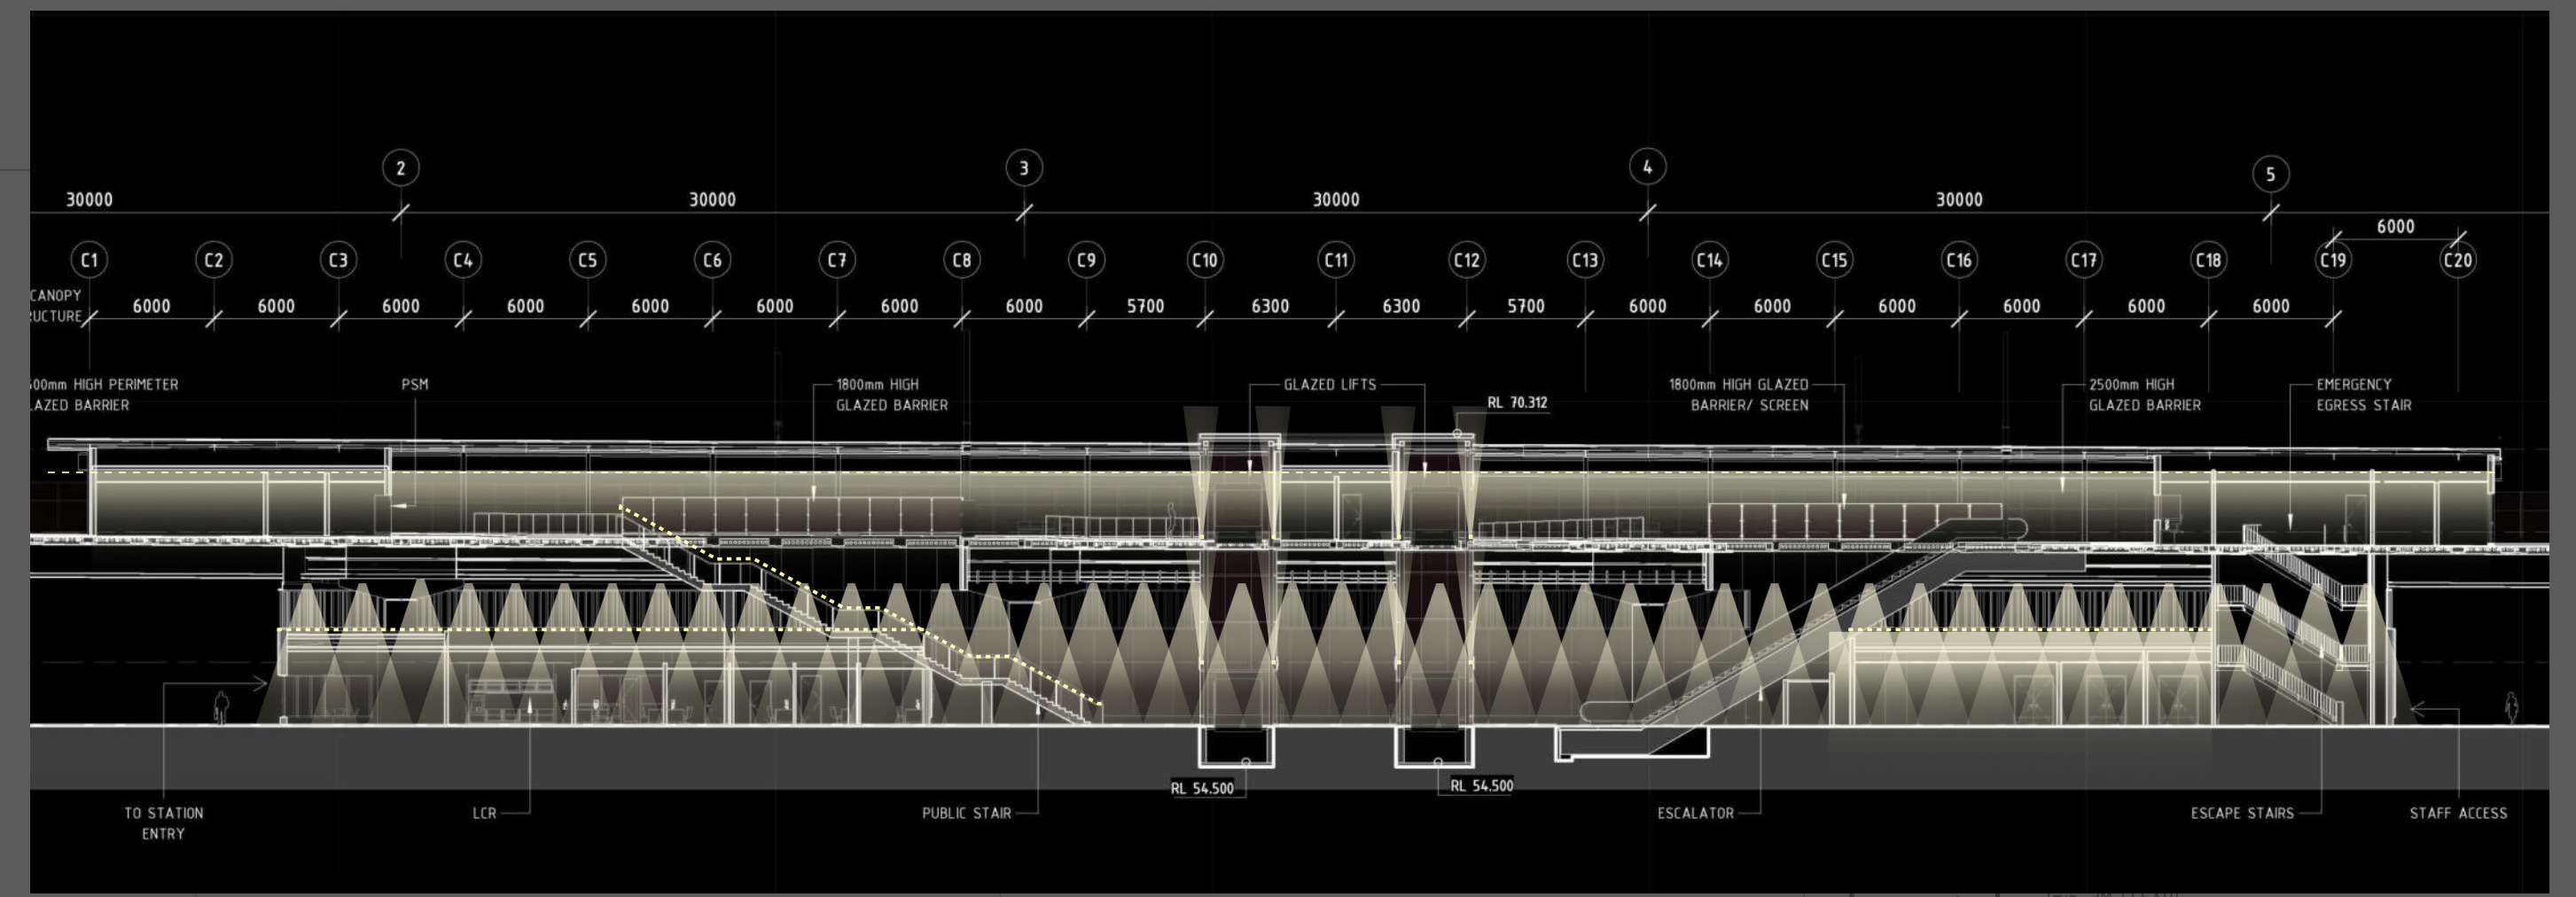 2
3
4
5
30000
30000
30000
30000
6000
C1
C2
C3
C4
C5
C6
C7
C8
C9
C10
C11
C12
C13
C14
C15
C16
C17
C18
C19
C20
CANOPY
6000
6000
6000
6000
6000
6000
6000
6000
5700
6300
6300
5700
6000
6000
6000
6000
6000
6000
00mm HIGH PERIMETER
LAZED BARRIER
PSM
1800mm HIGH
GLAZED BARRIER
GLAZED LIFTS
RL 70.312
1800mm HIGH GLAZED
BARRIER/ SCREEN
2500mm HIGH
GLAZED BARRIER
EMERGENCY
EGRESS STAIR
RL 54.500
RL 54.500
TO STATION
ENTRY
LCR
PUBLIC STAIR
ESCALATOR
ESCAPE STAIRS
STAFF ACCESS